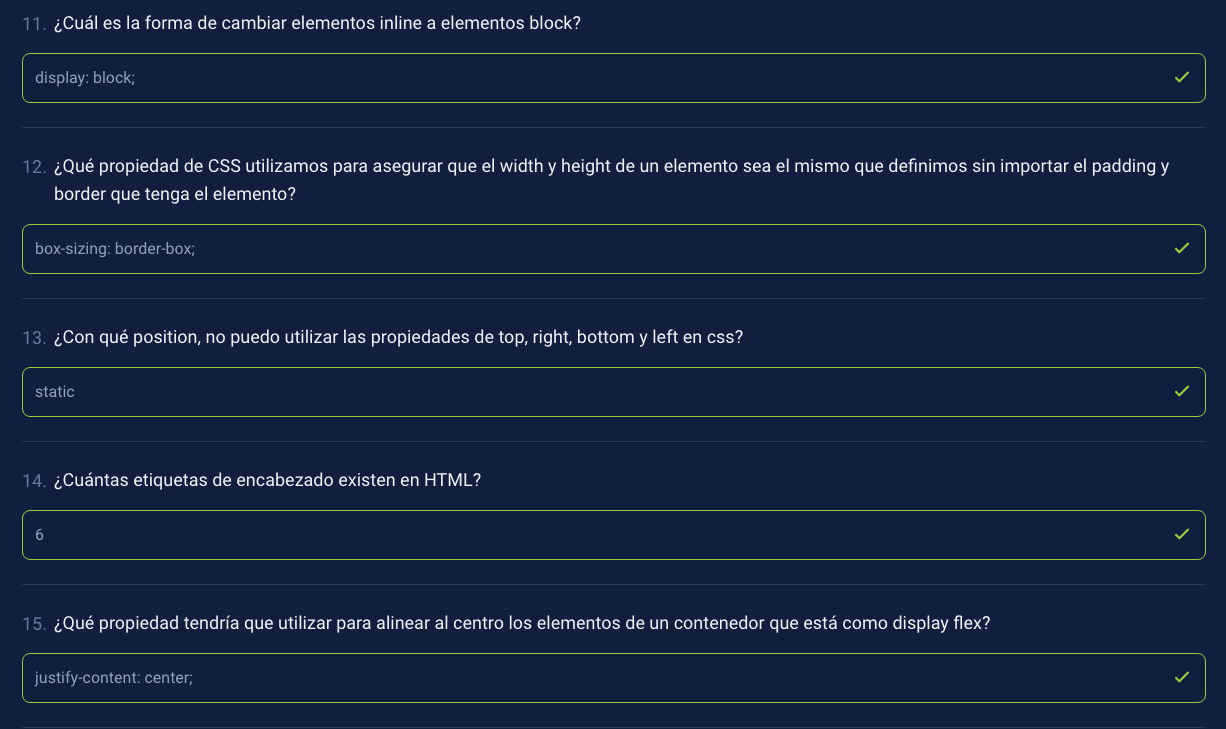 11. ¿Cuál es la forma de cambiar elementos inline a elementos block?
display: block;
12. ¿Qué propiedad de CSS utilizamos para asegurar que el width y height de un elemento sea el mismo que definimos sin importar el padding y
border que tenga el elemento?
box-sizing: border-box;
13. ¿Con qué position, no puedo utilizar las propiedades de top, right, bottom y left en css?
static
14. ¿Cuántas etiquetas de encabezado existen en HTML?
6
15. ¿Qué propiedad tendría que utilizar para alinear al centro los elementos de un contenedor que está como display flex?
justify-content: center;